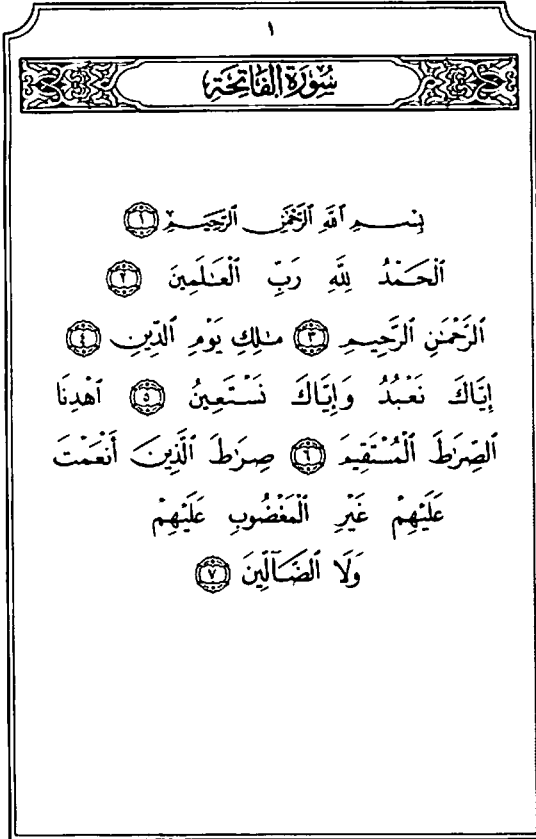 ١
سُورَةُ الْفَاتِحَةِ
بِسْمِ ٱللَّهِ ٱلرَّحْمَٰنِ ٱلرَّحِيمِ ١
ٱلْحَمْدُ لِلَّهِ رَبِّ ٱلْعَـٰلَمِينَ ٢
ٱلرَّحْمَـٰنِ ٱلرَّحِيمِ ٣ مَـٰلِكِ يَوْمِ ٱلدِّينِ ٤
إِيَّاكَ نَعْبُدُ وَإِيَّاكَ نَسْتَعِينُ ٥ ٱهْدِنَا
ٱلصِّرَٰطَ ٱلْمُسْتَقِيمَ ٦ صِرَٰطَ ٱلَّذِينَ أَنْعَمْتَ
عَلَيْهِمْ غَيْرِ ٱلْمَغْضُوبِ عَلَيْهِمْ
وَلَا ٱلضَّآلِّينَ ٧